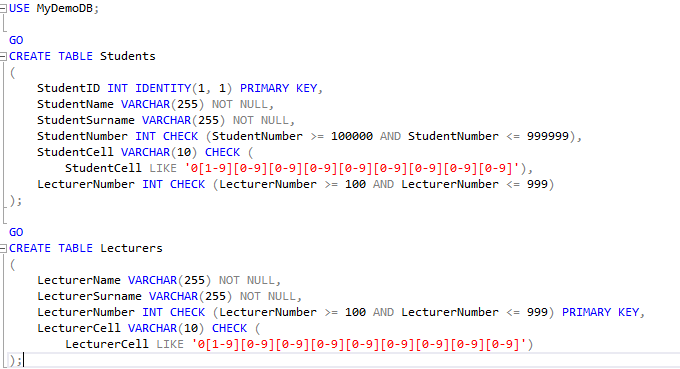 USE MyDemoDB;
GO
CREATE TABLE Students
(
StudentID INT IDENTITY(1, 1) PRIMARY KEY,
StudentName VARCHAR(255) NOT NULL,
StudentSurname VARCHAR(255) NOT NULL,
StudentNumber INT CHECK (StudentNumber >= 100000 AND StudentNumber <= 999999),
StudentCell VARCHAR(10) CHECK (
StudentCell LIKE '0[1-9][0-9][0-9][0-9][0-9][0-9][0-9][0-9][0-9]'),
LecturerNumber INT CHECK (LecturerNumber >= 100 AND LecturerNumber <= 999)
);
GO
CREATE TABLE Lecturers
(
LecturerName VARCHAR(255) NOT NULL,
LecturerSurname VARCHAR(255) NOT NULL,
LecturerNumber INT CHECK (LecturerNumber >= 100 AND LecturerNumber <= 999) PRIMARY KEY,
LecturerCell VARCHAR(10) CHECK (
LecturerCell LIKE '0[1-9][0-9][0-9][0-9][0-9][0-9][0-9][0-9][0-9]')
);